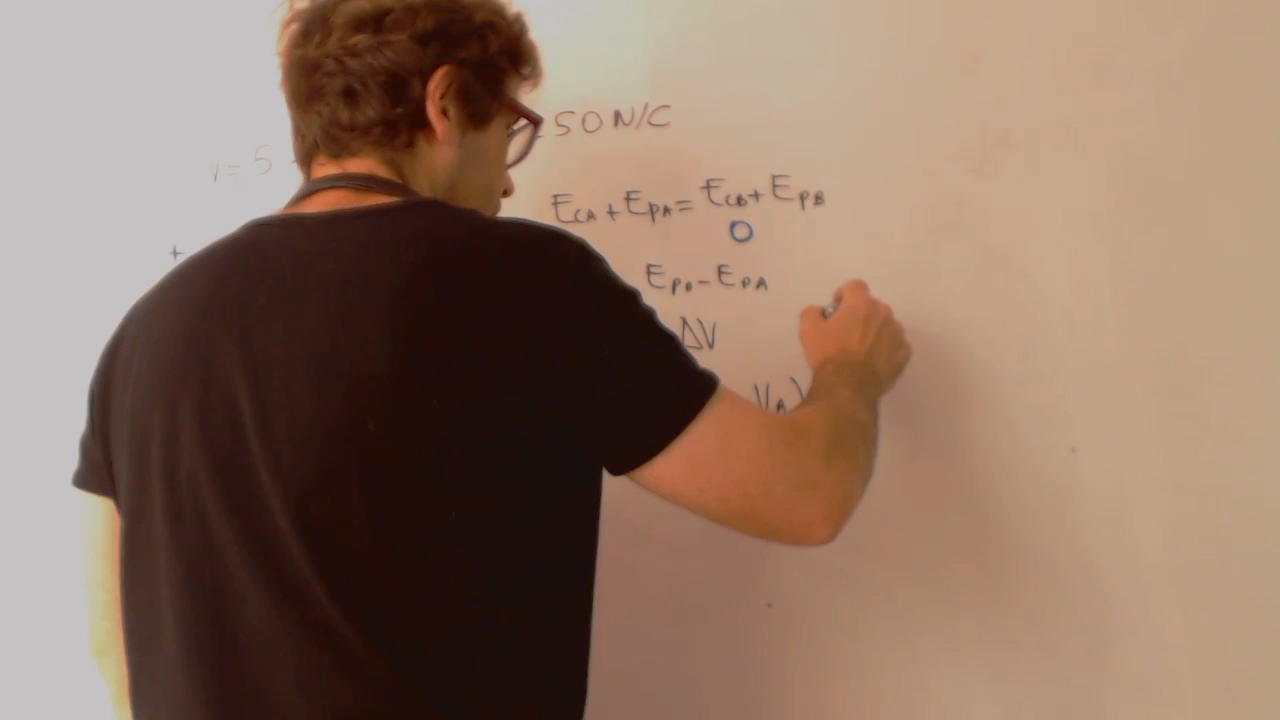 50 N/C
v = 5
E_CA + E_PA = E_CB + E_PB
0
+
E_PB - E_PA
ΔV
V_A)